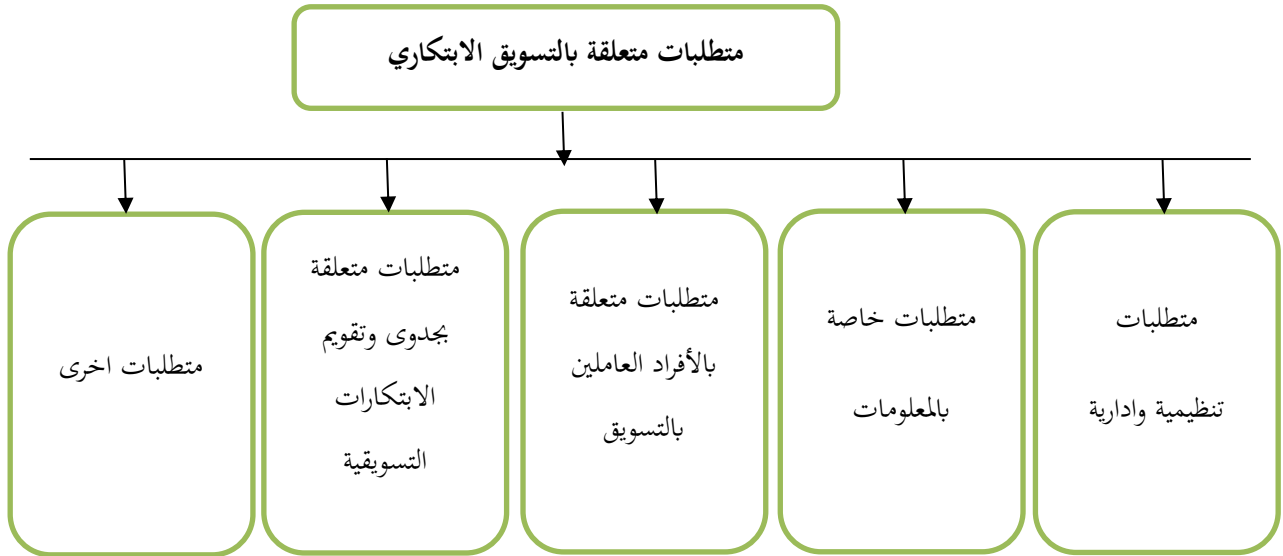 متطلبات متعلقة بالتسويق الابتكاري
متطلبات
تنظيمية وادارية
متطلبات خاصة
بالمعلومات
متطلبات متعلقة
بالأفراد العاملين
بالتسويق
متطلبات متعلقة
بجدوى وتقويم
الابتكارات
التسويقية
متطلبات اخرى